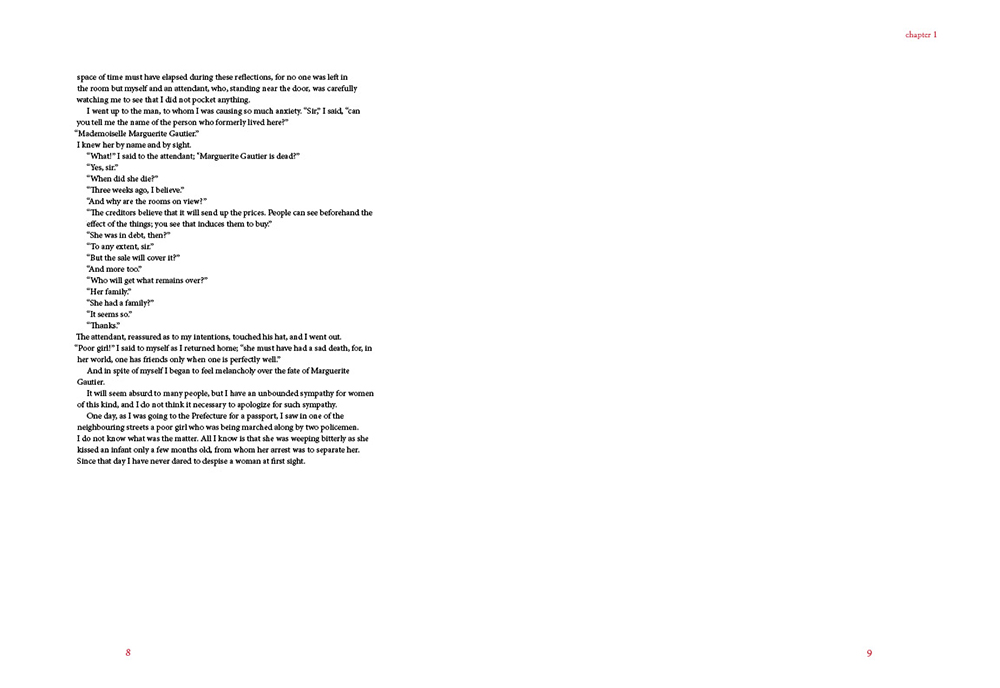 chapter 1
space of time must have elapsed during these reflections, for no one was left in
the room but myself and an attendant, who, standing near the door, was carefully
watching me to see that I did not pocket anything.
I went up to the man, to whom I was causing so much anxiety. “Sir,” I said, “can
you tell me the name of the person who formerly lived here?”
“Mademoiselle Marguerite Gautier.”
I knew her by name and by sight.
“What!” I said to the attendant; “Marguerite Gautier is dead?”
“Yes, sir.”
“When did she die?”
“Three weeks ago, I believe.”
“And why are the rooms on view?”
“The creditors believe that it will send up the prices. People can see beforehand the
effect of the things; you see that induces them to buy.”
“She was in debt, then?”
“To any extent, sir.”
“But the sale will cover it?”
“And more too.”
“Who will get what remains over?”
“Her family.”
“She had a family?”
“It seems so.”
“Thanks.”
The attendant, reassured as to my intentions, touched his hat, and I went out.
“Poor girl!” I said to myself as I returned home; “she must have had a sad death, for, in
her world, one has friends only when one is perfectly well.”
And in spite of myself I began to feel melancholy over the fate of Marguerite
Gautier.
It will seem absurd to many people, but I have an unbounded sympathy for women
of this kind, and I do not think it necessary to apologize for such sympathy.
One day, as I was going to the Prefecture for a passport, I saw in one of the
neighbouring streets a poor girl who was being marched along by two policemen.
I do not know what was the matter. All I know is that she was weeping bitterly as she
kissed an infant only a few months old, from whom her arrest was to separate her.
Since that day I have never dared to despise a woman at first sight.
8
9